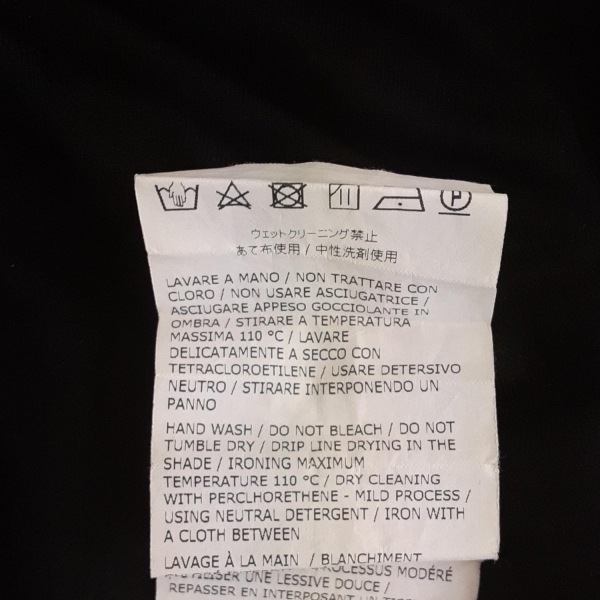 P
ウェットクリーニング禁止
あて布使用 / 中性洗剤使用
LAVARE A MANO / NON TRATTARE CON
CLORO / NON USARE ASCIUGATRICE /
ASCIUGARE APPESO GOCCIOLANTE IN
OMBRA / STIRARE A TEMPERATURA
MASSIMA 110 °C / LAVARE
DELICATAMENTE A SECCO CON
TETRACLOROETILENE / USARE DETERSIVO
NEUTRO / STIRARE INTERPONENDO UN
PANNO
HAND WASH / DO NOT BLEACH / DO NOT
TUMBLE DRY / DRIP LINE DRYING IN THE
SHADE / IRONING MAXIMUM
TEMPERATURE 110 °C / DRY CLEANING
WITH PERCLHORETHENE - MILD PROCESS /
USING NEUTRAL DETERGENT / IRON WITH
A CLOTH BETWEEN
LAVAGE À LA MAIN / BLANCHIMENT
PROCESSUS MODÉRÉ
UNE LESSIVE DOUCE /
REPASSER EN INTERPOSANT UN